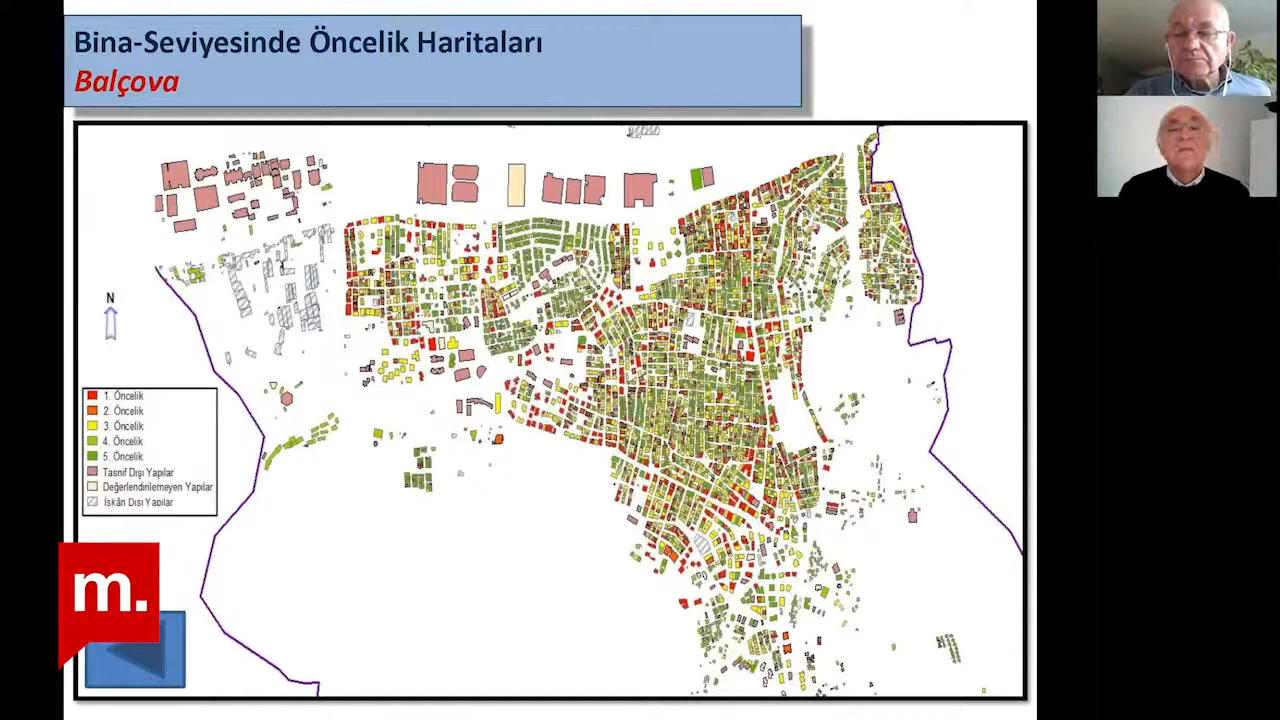 Bina-Seviyesinde Öncelik Haritaları
Balçova
N
1. Öncelik
2. Öncelik
3. Öncelik
4. Öncelik
5. Öncelik
Tasnif Dışı Yapılar
Değerlendirilemeyen Yapılar
İskân Dışı Yapılar
m.